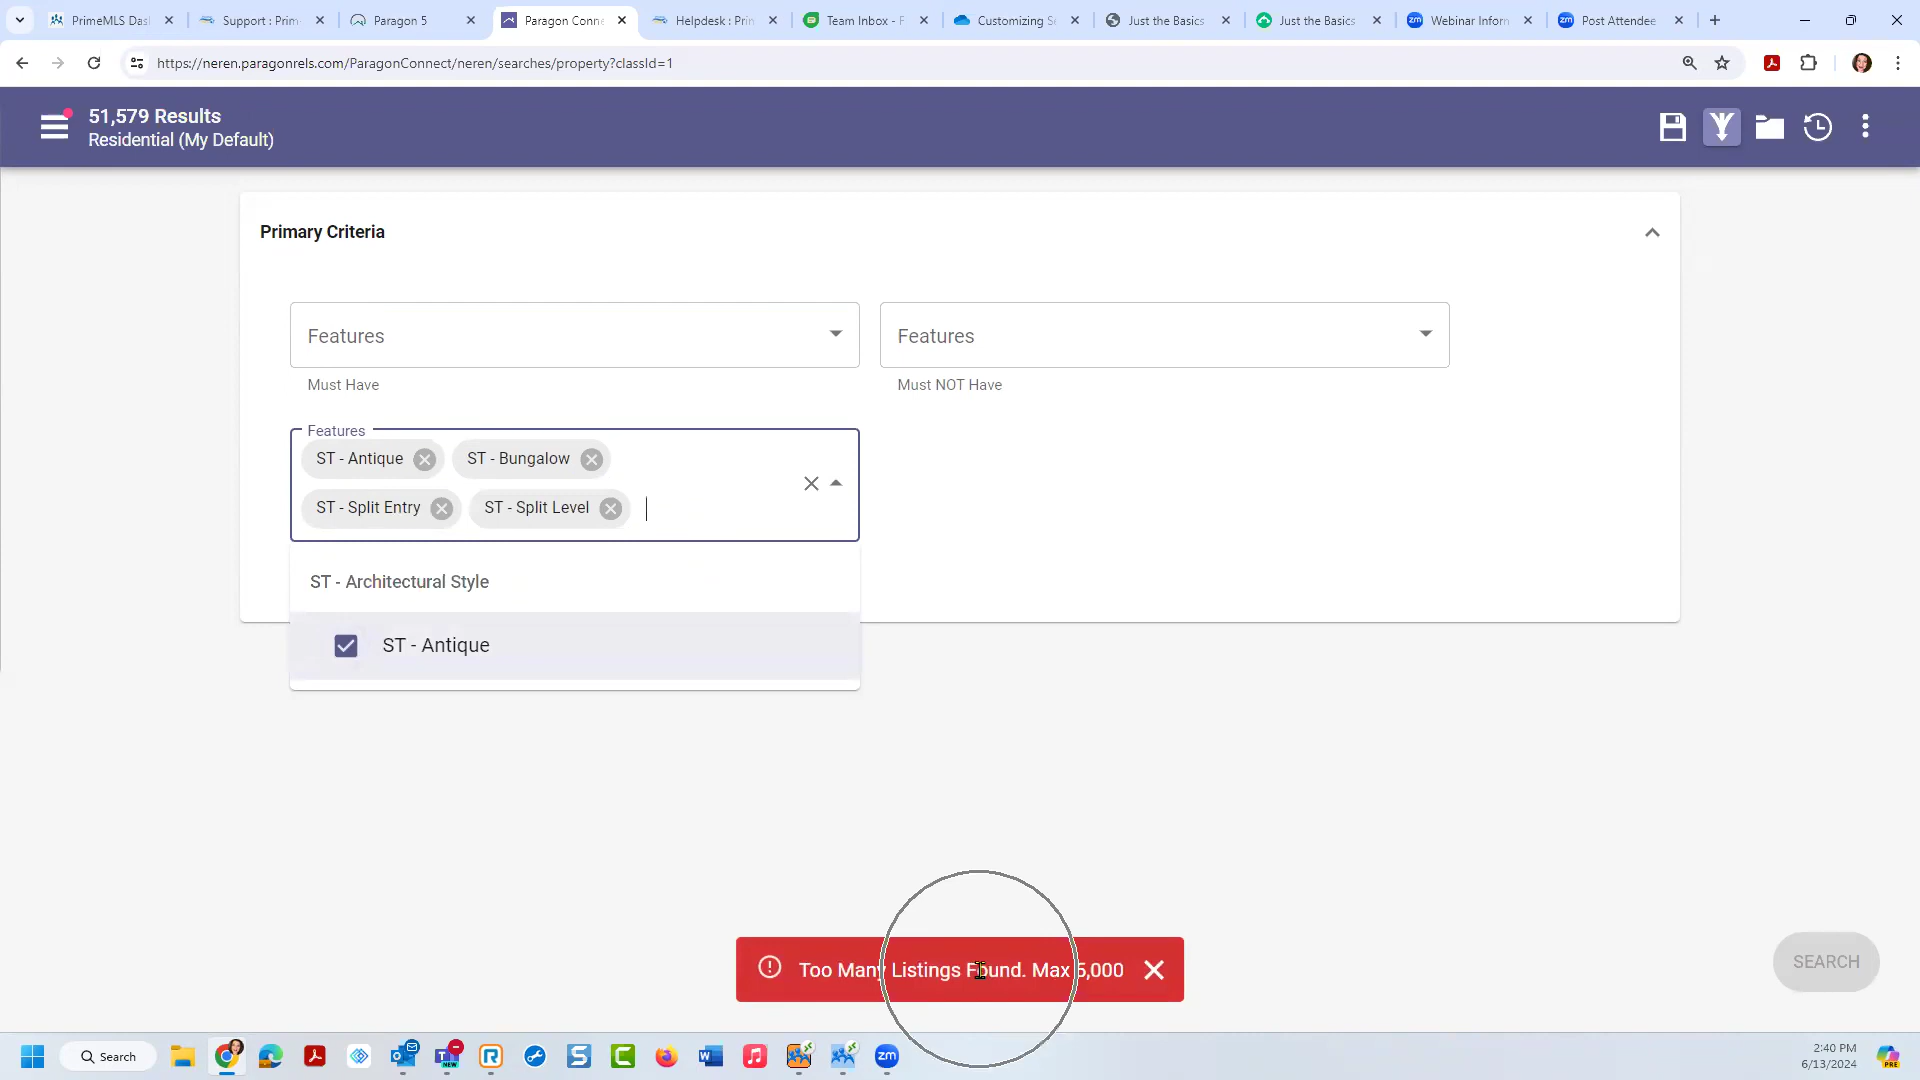 PrimeMLS Das
Support : Prim
Paragon 5
Paragon Conne
Helpdesk : Prin
Team Inbox - F
Customizing Se
Just the Basics
Just the Basics
Webinar Inforn
Post Attendee
https://neren.paragonrels.com/ParagonConnect/neren/searches/property?classId=1
51,579 Results
Residential (My Default)
Primary Criteria
Features
Features
Must Have
Must NOT Have
Features
ST - Antique
ST - Bungalow
ST - Split Entry
ST - Split Level
ST - Architectural Style
ST - Antique
Too Many Listings Found. Max 5,000
SEARCH
Search
2:40 PM
6/13/2024